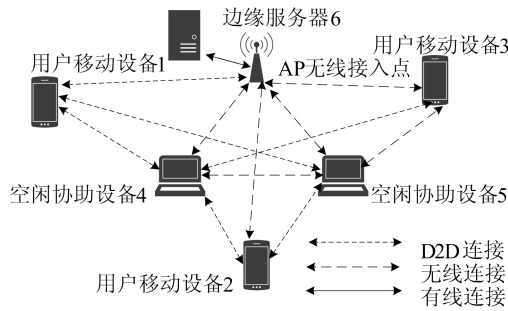 边缘服务器6
用户移动设备1
用户移动设备3
AP无线接入点
空闲协助设备4
空闲协助设备5
用户移动设备2
D2D连接
无线连接
有线连接